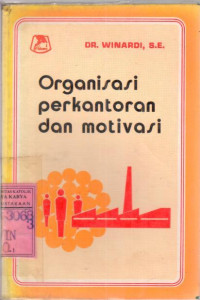 DR. WINARDI, S.E.
Organisasi
perkantoran
dan motivasi